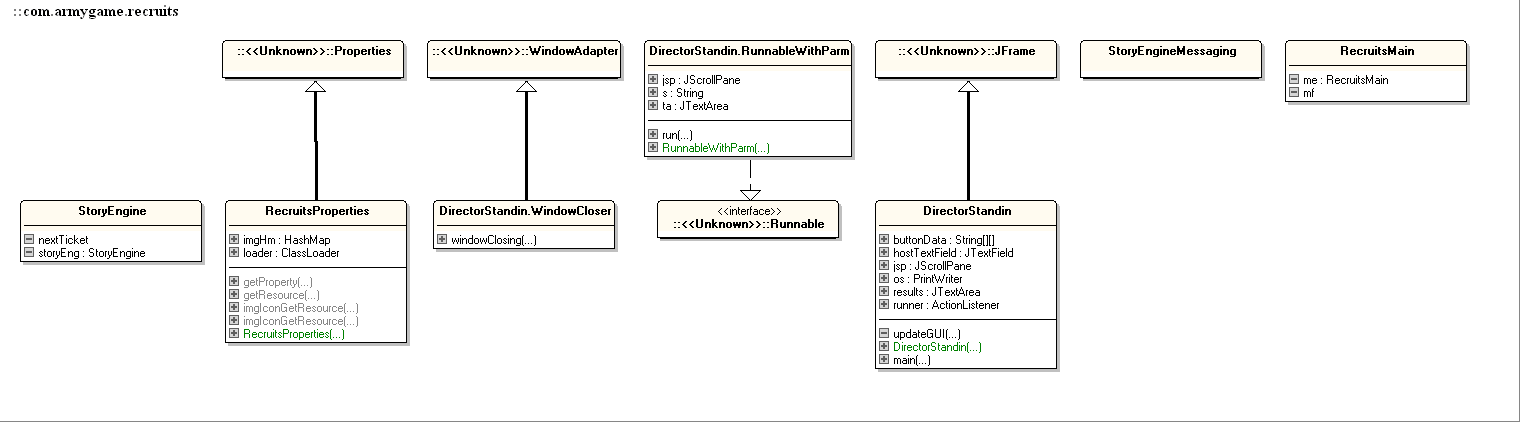 ::com.armygame.recruits
::<<Unknown>>::Properties
::<<Unknown>>::WindowAdapter
DirectorStandin.RunnableWithParm
jsp : JScrollPane
s : String
ta : JTextArea
run(...)
RunnableWithParm(...)
::<<Unknown>>::JFrame
StoryEngineMessaging
RecruitsMain
me : RecruitsMain
mf
StoryEngine
nextTicket
storyEng : StoryEngine
RecruitsProperties
imgHm : HashMap
loader : ClassLoader
getProperty(...)
getResource(...)
imgIconGetResource(...)
imgIconGetResource(...)
RecruitsProperties(...)
DirectorStandin.WindowCloser
windowClosing(...)
<<interface>>
::<<Unknown>>::Runnable
DirectorStandin
buttonData : String[][]
hostTextField : JTextField
jsp : JScrollPane
os : PrintWriter
results : JTextArea
runner : ActionListener
updateGUI(...)
DirectorStandin(...)
main(...)